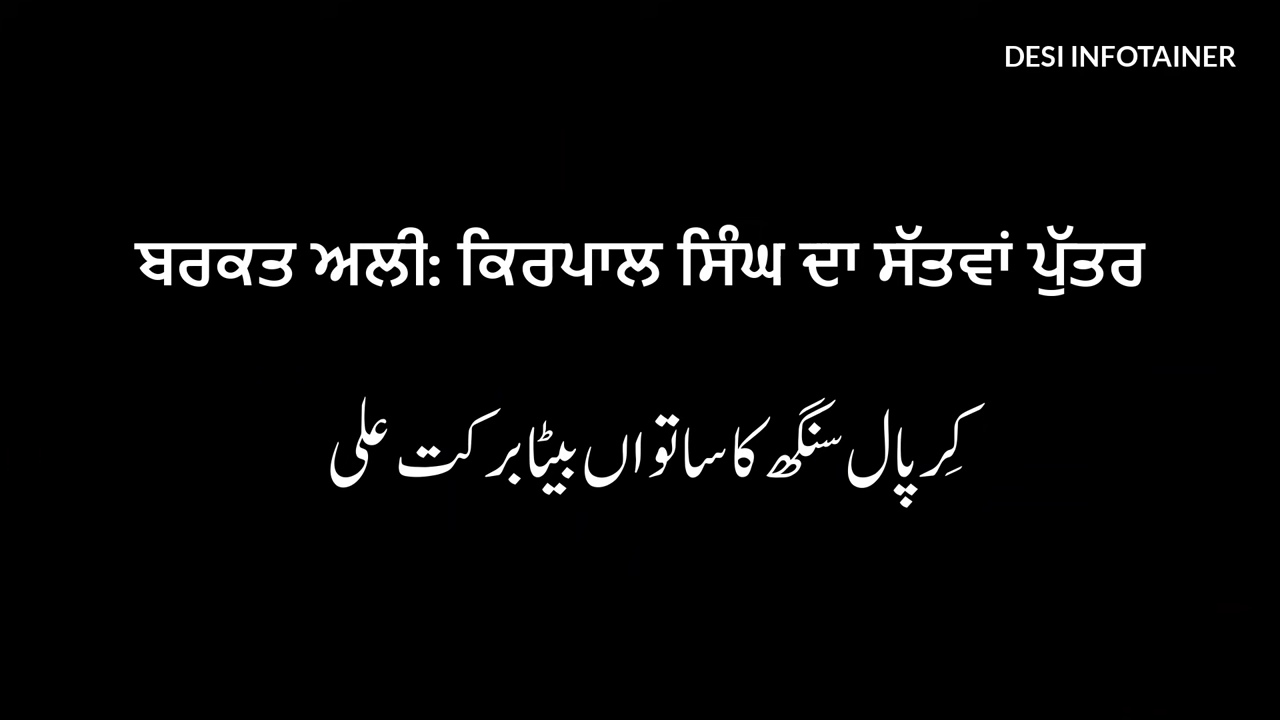 DESI INFOTAINER
ਬਰਕਤ ਅਲੀ: ਕਿਰਪਾਲ ਸਿੰਘ ਦਾ ਸੱਤਵਾਂ ਪੁੱਤਰ
کِرپال سنگھ کا ساتواں بیٹا برکت علی